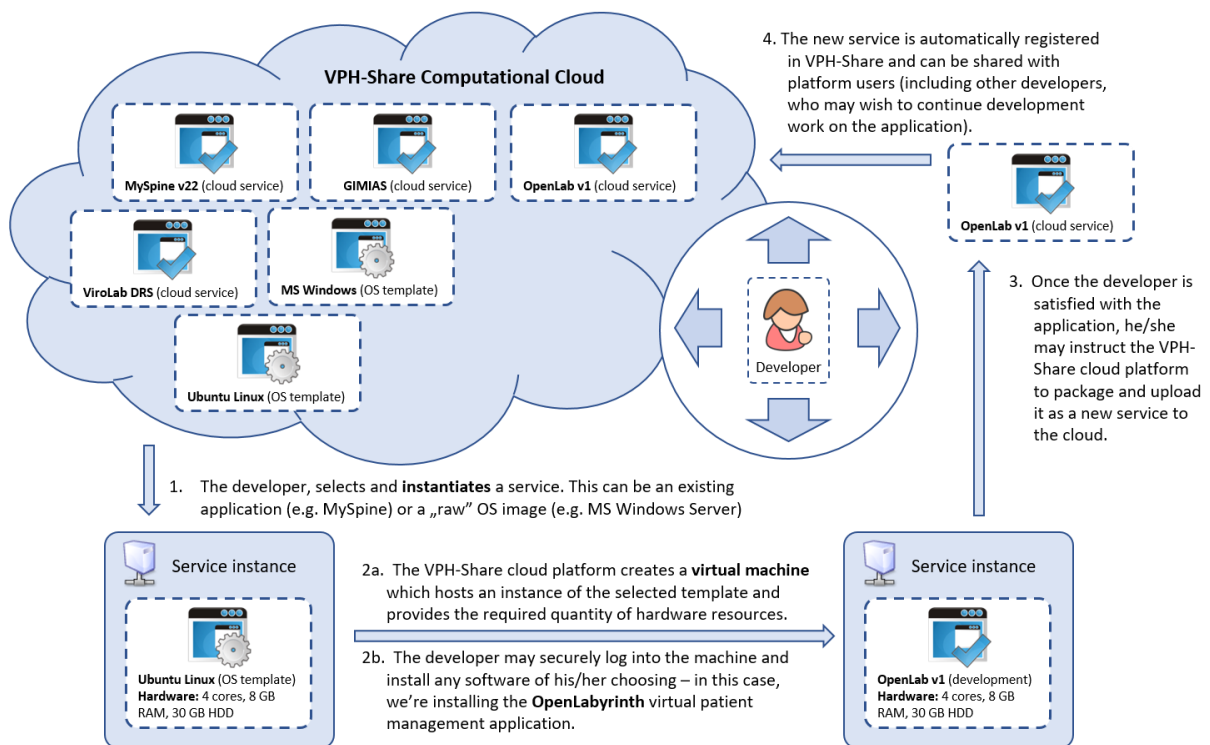 VPH-Share Computational Cloud
MySpine v22 (cloud service)
GIMIAS (cloud service)
OpenLab v1 (cloud service)
ViroLab DRS (cloud service)
MS Windows (OS template)
Ubuntu Linux (OS template)
Developer
4. The new service is automatically registered
in VPH-Share and can be shared with
platform users (including other developers,
who may wish to continue development
work on the application).
OpenLab v1 (cloud service)
3. Once the developer is
satisfied with the
application, he/she
may instruct the VPH-
Share cloud platform
to package and upload
it as a new service to
the cloud.
1. The developer, selects and instantiates a service. This can be an existing
application (e.g. MySpine) or a „raw” OS image (e.g. MS Windows Server)
Service instance
Ubuntu Linux (OS template)
Hardware: 4 cores, 8 GB
RAM, 30 GB HDD
2a. The VPH-Share cloud platform creates a virtual machine
which hosts an instance of the selected template and
provides the required quantity of hardware resources.
2b. The developer may securely log into the machine and
install any software of his/her choosing – in this case,
we’re installing the OpenLabyrinth virtual patient
management application.
Service instance
OpenLab v1 (development)
Hardware: 4 cores, 8 GB
RAM, 30 GB HDD